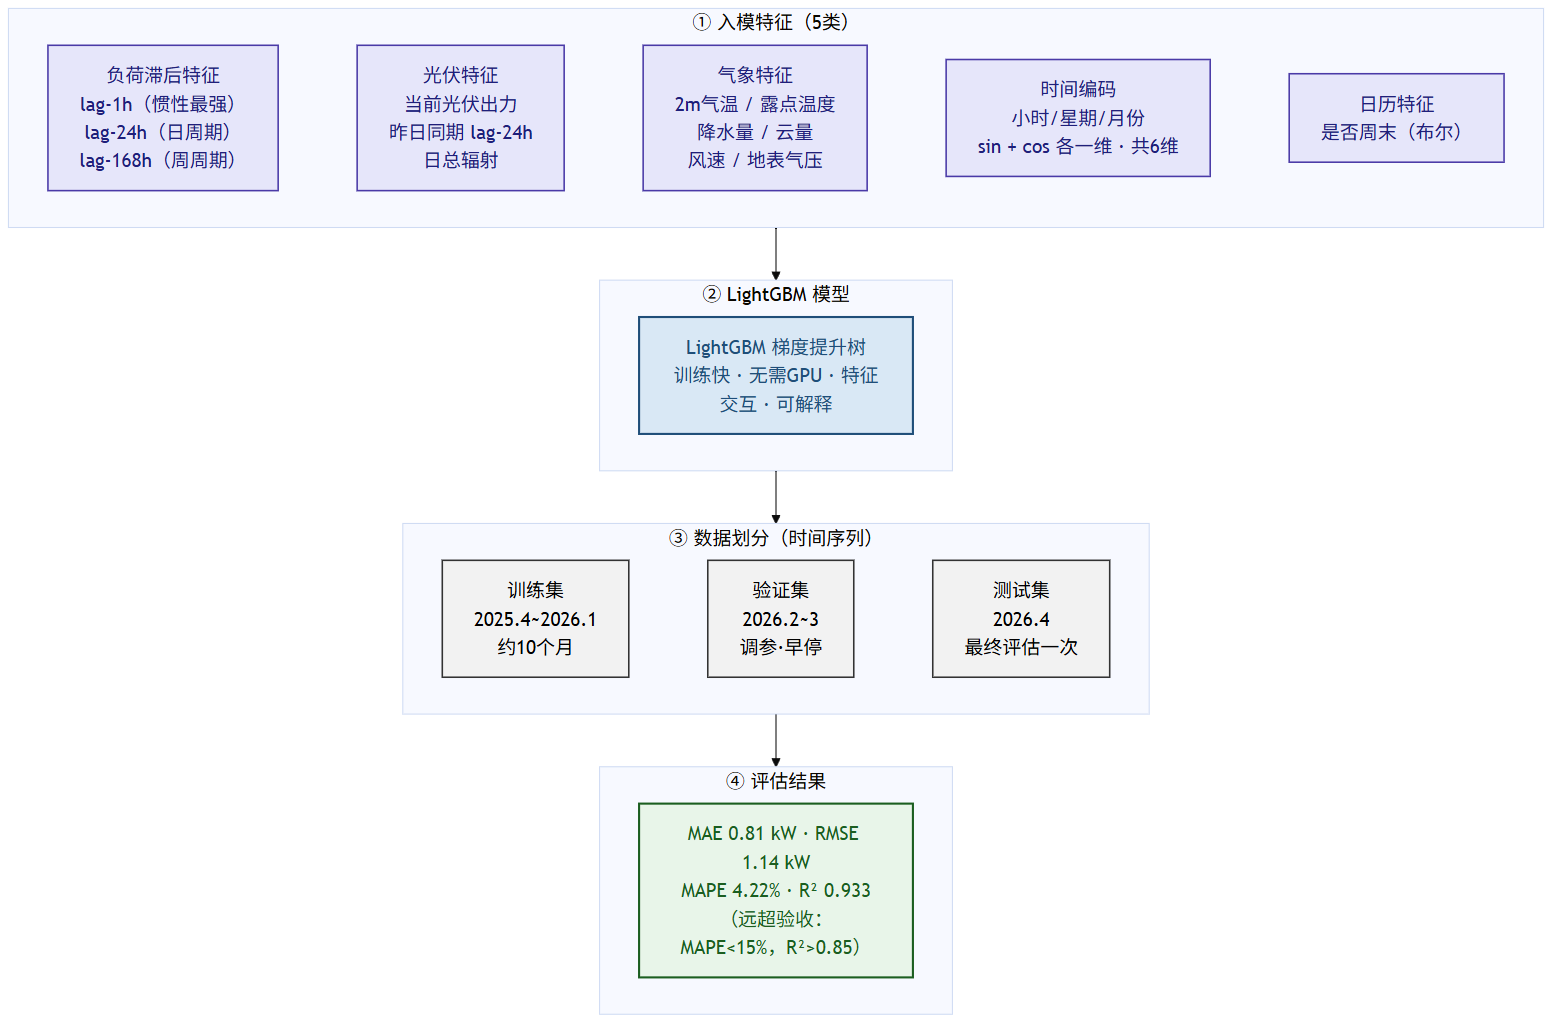 ① 入模特征（5类）
负荷滞后特征
lag-1h（惯性最强）
lag-24h（日周期）
lag-168h（周周期）
光伏特征
当前光伏出力
昨日同期 lag-24h
日总辐射
气象特征
2m气温 / 露点温度
降水量 / 云量
风速 / 地表气压
时间编码
小时/星期/月份
sin + cos 各一维 · 共6维
日历特征
是否周末（布尔）
② LightGBM 模型
LightGBM 梯度提升树
训练快 · 无需GPU · 特征
交互 · 可解释
③ 数据划分（时间序列）
训练集
2025.4~2026.1
约10个月
验证集
2026.2~3
调参·早停
测试集
2026.4
最终评估一次
④ 评估结果
MAE 0.81 kW · RMSE
1.14 kW
MAPE 4.22% · R² 0.933
（远超验收：
MAPE<15%，R²>0.85）